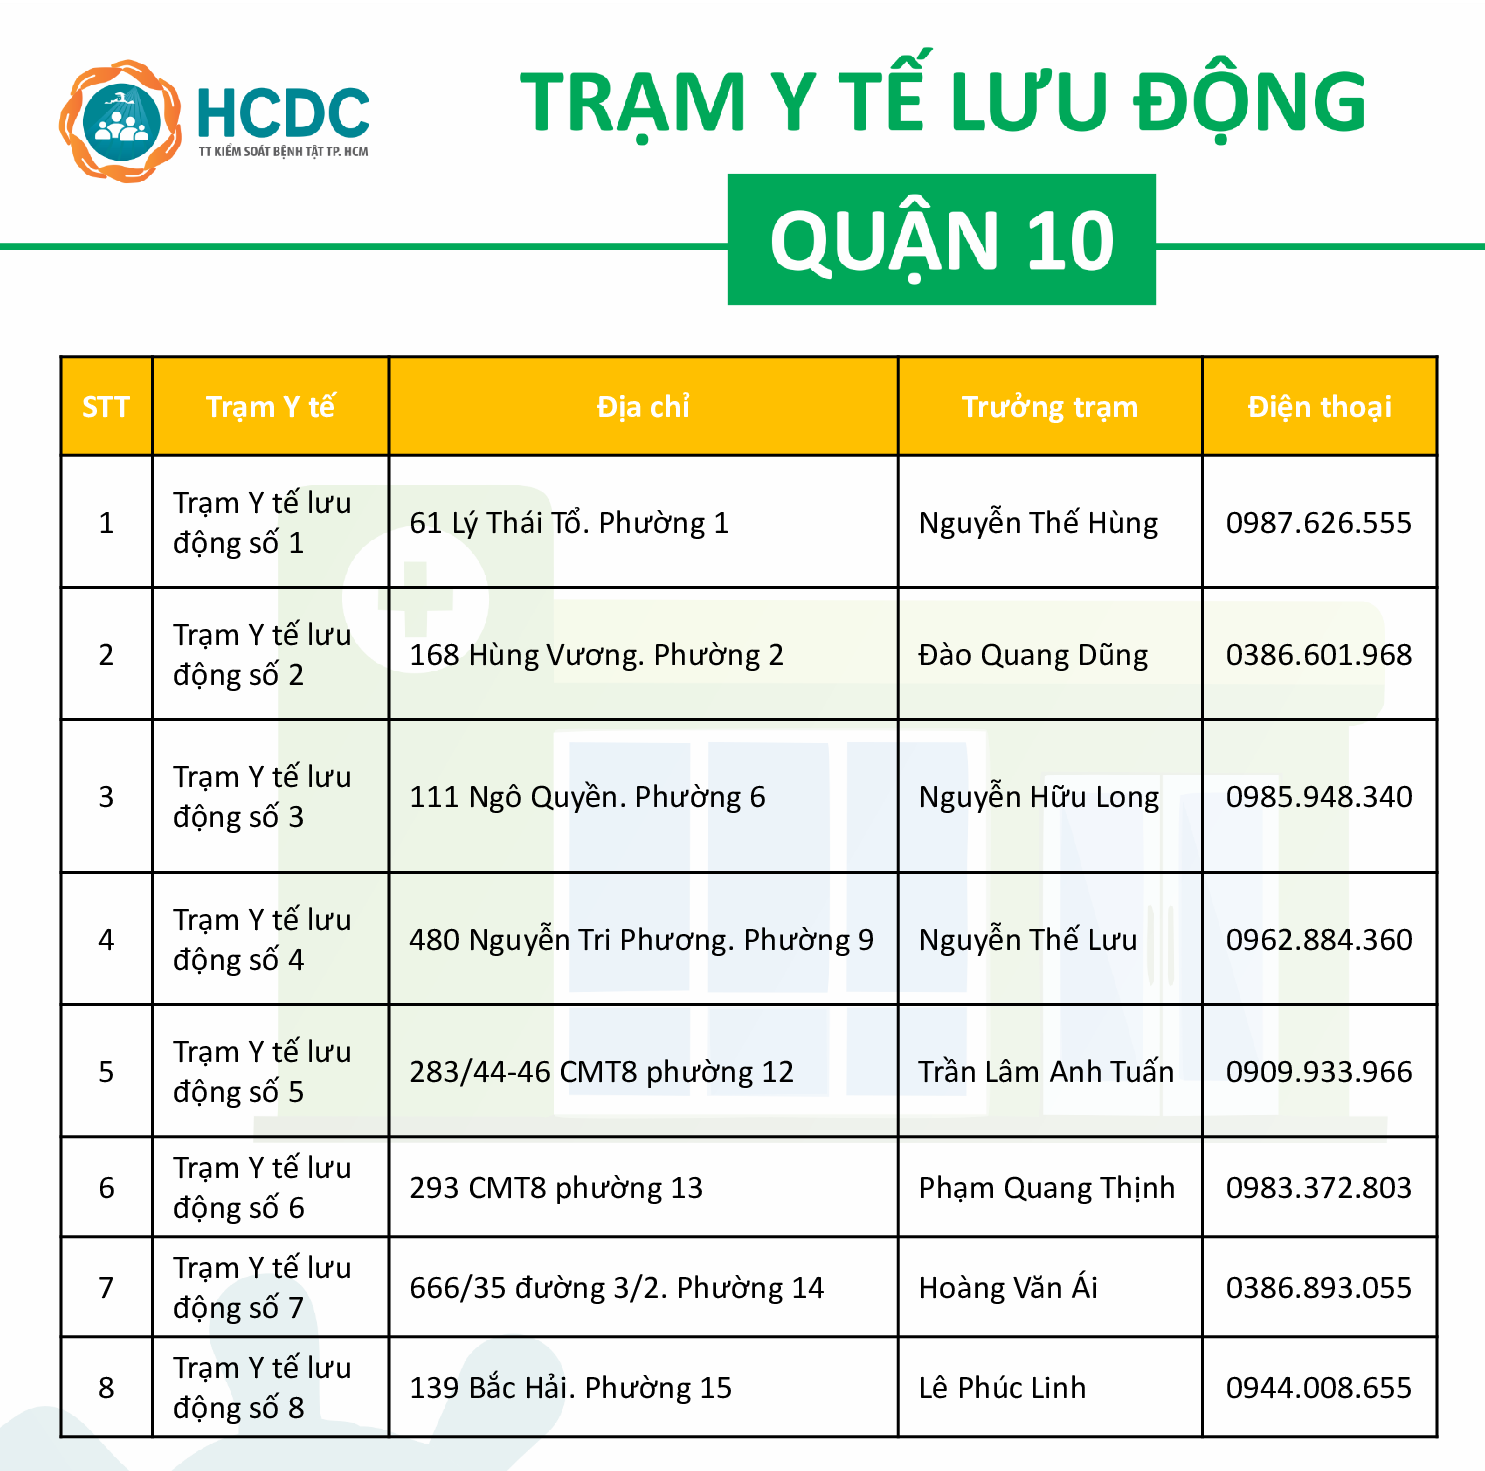 HCDC
TT KIỂM SOÁT BỆNH TẬT TP. HCM
TRẠM Y TẾ LƯU ĐỘNG
QUẬN 10
STT Trạm Y tế Địa chỉ Trưởng trạm Điện thoại
1 Trạm Y tế lưu động số 1 61 Lý Thái Tổ. Phường 1 Nguyễn Thế Hùng 0987.626.555
2 Trạm Y tế lưu động số 2 168 Hùng Vương. Phường 2 Đào Quang Dũng 0386.601.968
3 Trạm Y tế lưu động số 3 111 Ngô Quyền. Phường 6 Nguyễn Hữu Long 0985.948.340
4 Trạm Y tế lưu động số 4 480 Nguyễn Tri Phương. Phường 9 Nguyễn Thế Lưu 0962.884.360
5 Trạm Y tế lưu động số 5 283/44-46 CMT8 phường 12 Trần Lâm Anh Tuấn 0909.933.966
6 Trạm Y tế lưu động số 6 293 CMT8 phường 13 Phạm Quang Thịnh 0983.372.803
7 Trạm Y tế lưu động số 7 666/35 đường 3/2. Phường 14 Hoàng Văn Ái 0386.893.055
8 Trạm Y tế lưu động số 8 139 Bắc Hải. Phường 15 Lê Phúc Linh 0944.008.655